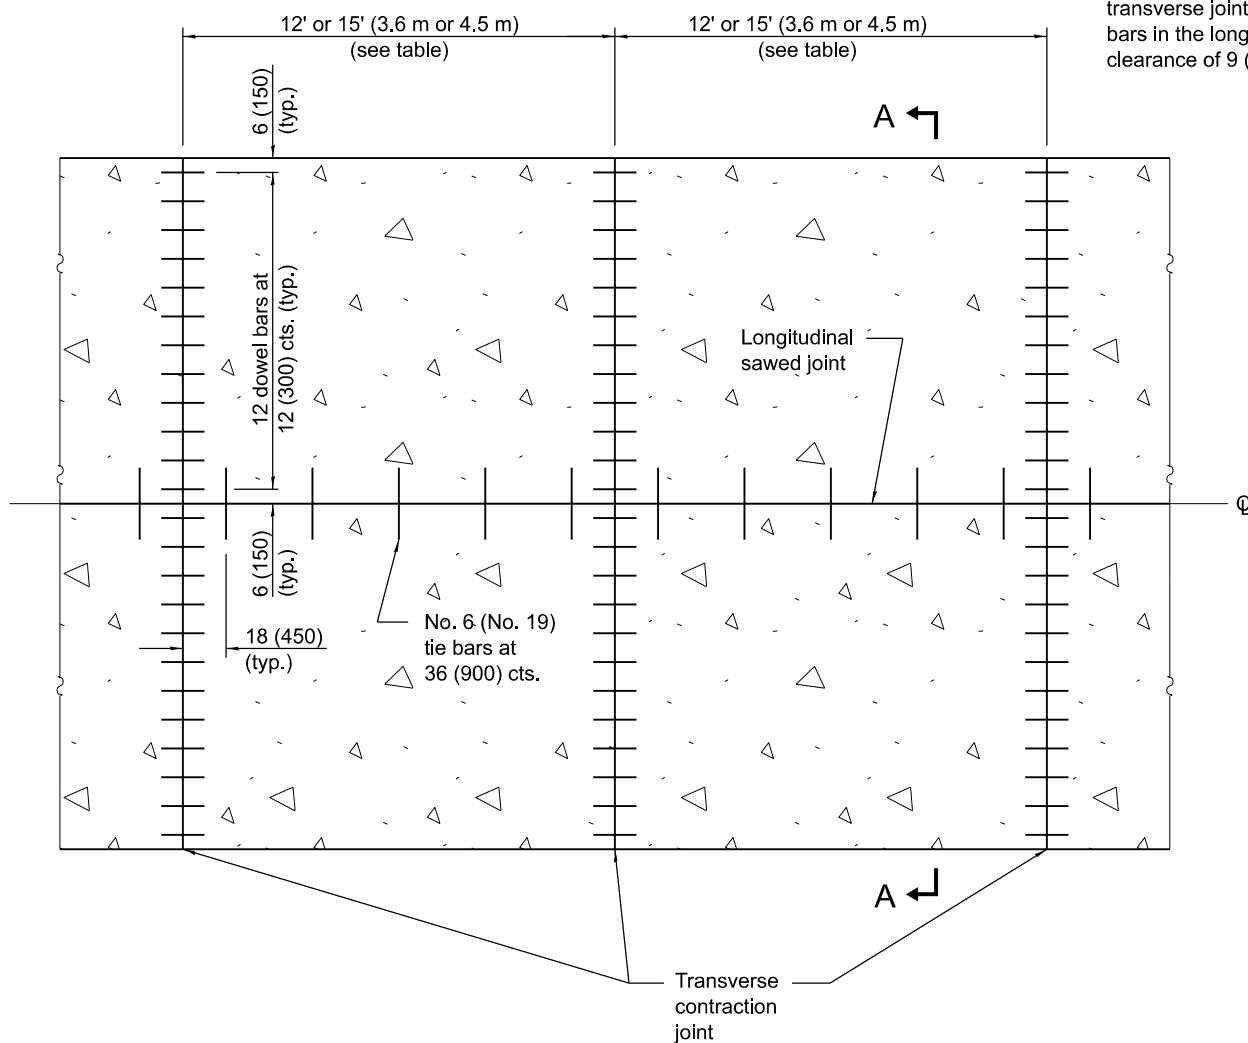 12' or 15' (3.6 m or 4.5 m)
(see table)
12' or 15' (3.6 m or 4.5 m)
(see table)
transverse joint
bars in the long
clearance of 9 (
6 (150)
(typ.)
A
12 dowel bars at
12 (300) cts. (typ.)
Longitudinal
sawed joint
℄
6 (150)
(typ.)
18 (450)
(typ.)
No. 6 (No. 19)
tie bars at
36 (900) cts.
A
Transverse
contraction
joint